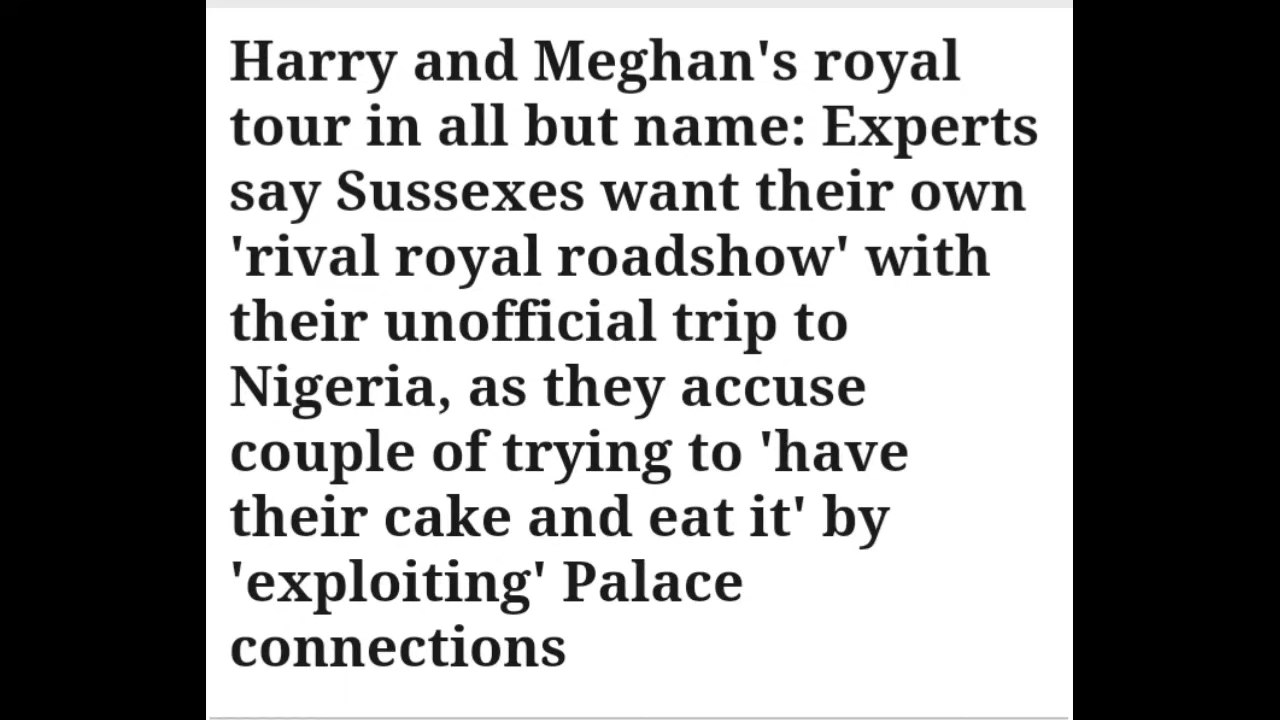 Harry and Meghan's royal
tour in all but name: Experts
say Sussexes want their own
'rival royal roadshow' with
their unofficial trip to
Nigeria, as they accuse
couple of trying to 'have
their cake and eat it' by
'exploiting' Palace
connections